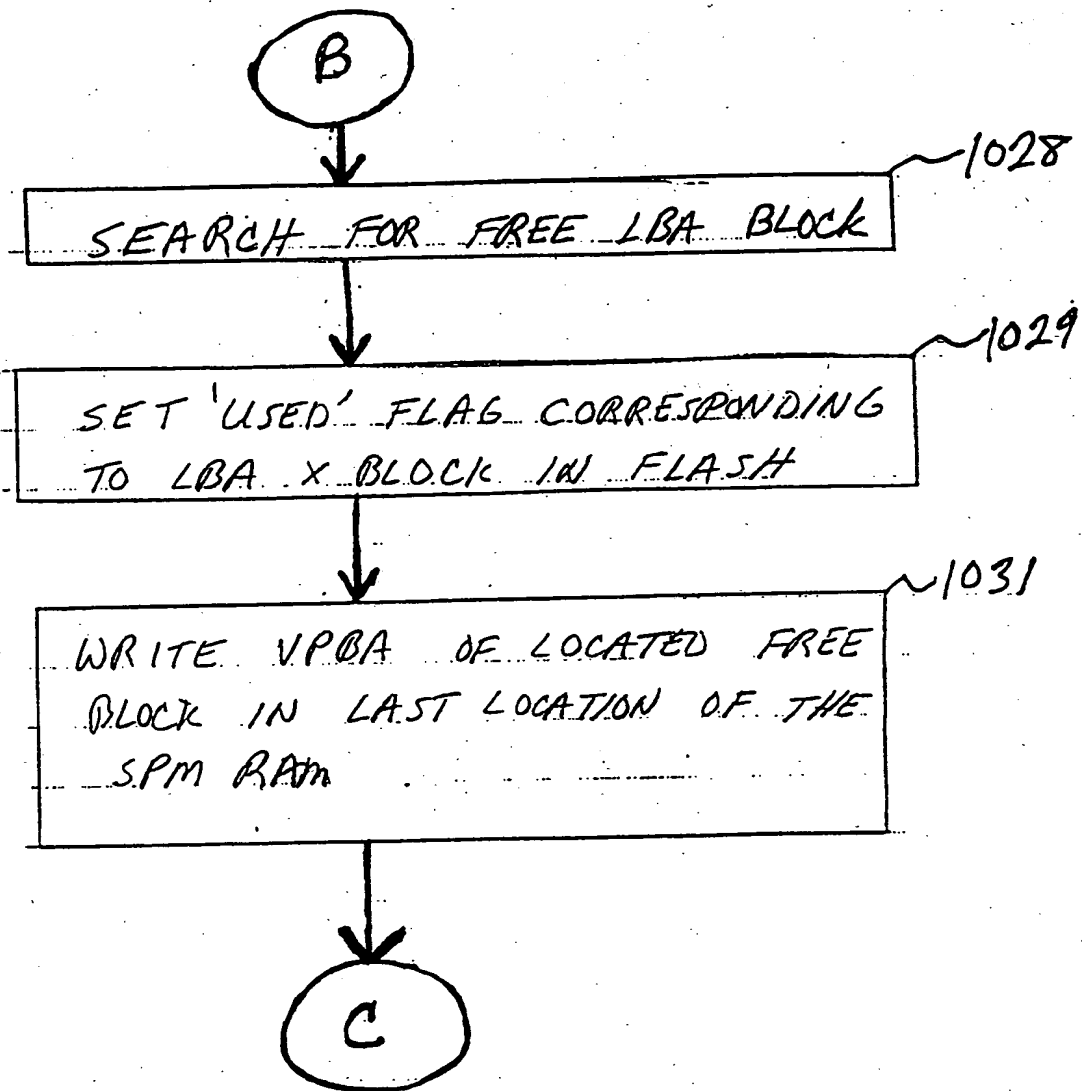 B
1028
SEARCH FOR FREE LBA BLOCK
1029
SET 'USED' FLAG CORRESPONDING
TO LBA X BLOCK IN FLASH
1031
WRITE VPBA OF LOCATED FREE
BLOCK IN LAST LOCATION OF THE
SPM RAM
C